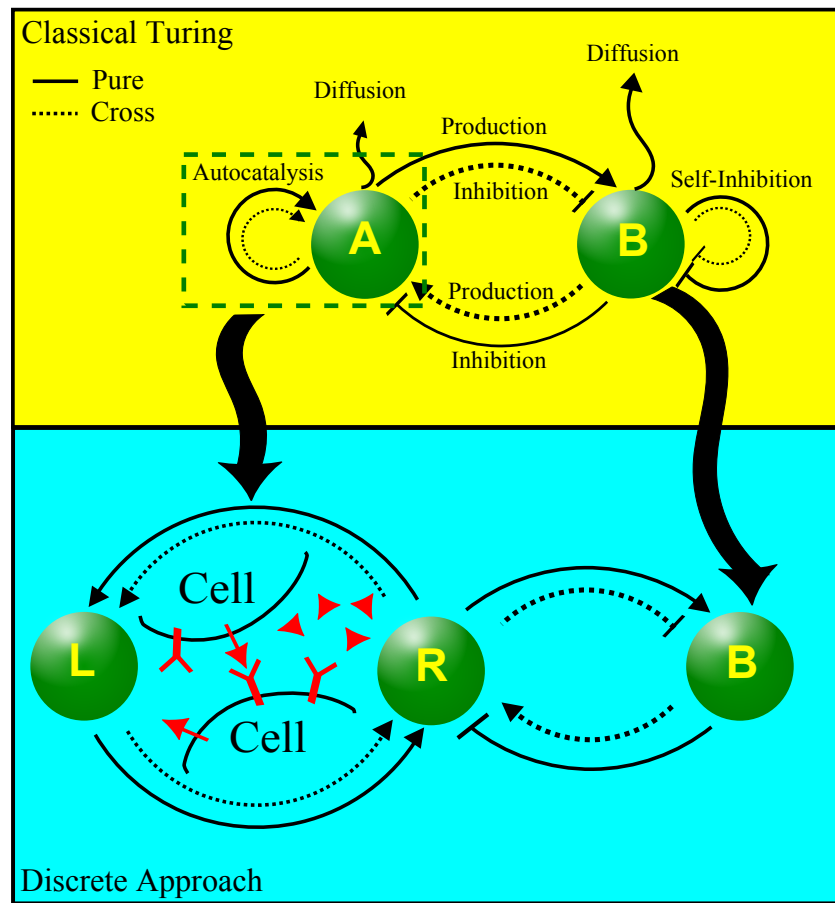 Classical Turing
Pure
Cross
Diffusion
Diffusion
Production
Autocatalysis
Inhibition
Self-Inhibition
A
B
Production
Inhibition
Cell
L
R
B
Cell
Discrete Approach